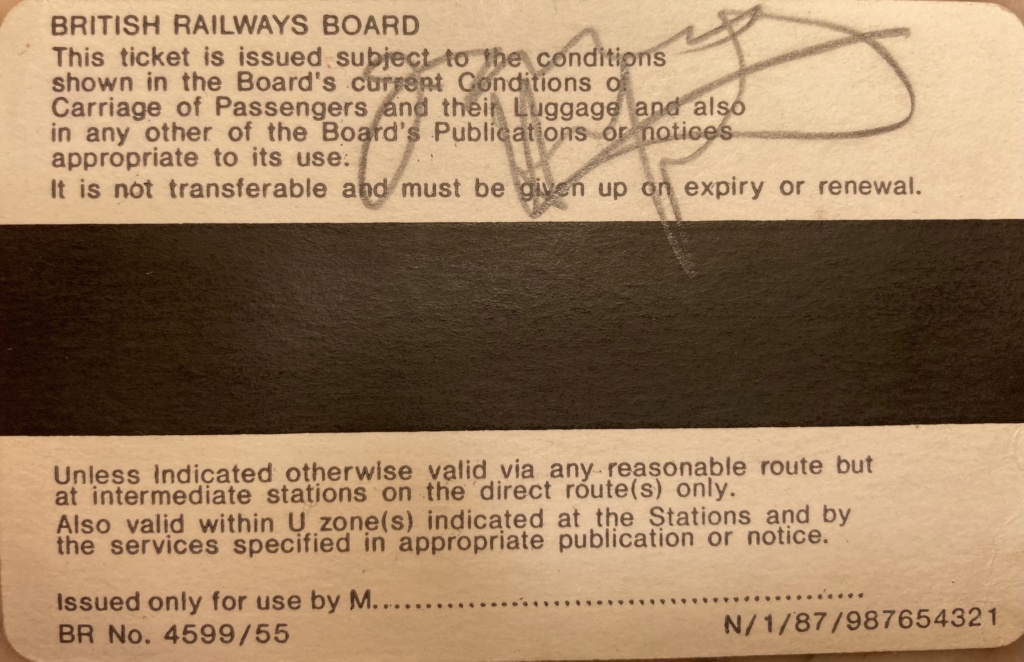 BRITISH RAILWAYS BOARD
This ticket is issued subject to the conditions
shown in the Board's current Conditions of
Carriage of Passengers and their Luggage and also
in any other of the Board's Publications or notices
appropriate to its use.
It is not transferable and must be given up on expiry or renewal.
Unless indicated otherwise valid via any reasonable route but
at intermediate stations on the direct route(s) only.
Also valid within U zone(s) indicated at the Stations and by
the services specified in appropriate publication or notice.
Issued only for use by M................................................
BR No. 4599/55
N/1/87/987654321